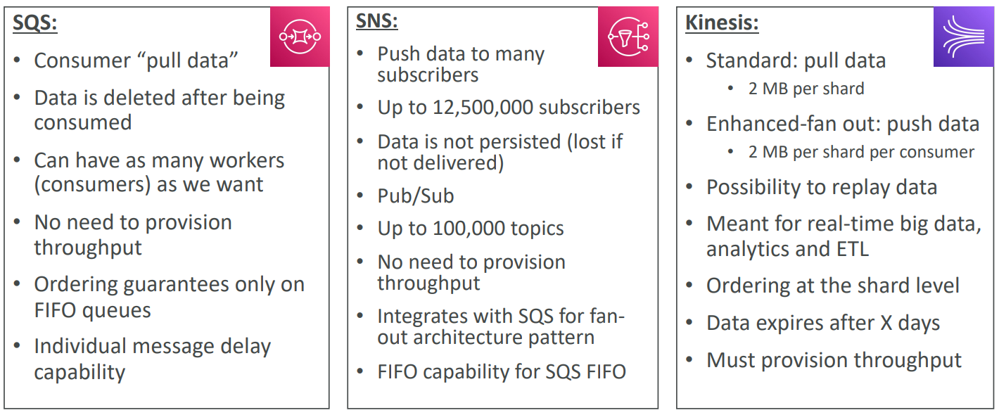 SQS:
• Consumer “pull data”
• Data is deleted after being
consumed
• Can have as many workers
(consumers) as we want
• No need to provision
throughput
• Ordering guarantees only on
FIFO queues
• Individual message delay
capability
SNS:
• Push data to many
subscribers
• Up to 12,500,000 subscribers
• Data is not persisted (lost if
not delivered)
• Pub/Sub
• Up to 100,000 topics
• No need to provision
throughput
• Integrates with SQS for fan-
out architecture pattern
• FIFO capability for SQS FIFO
Kinesis:
• Standard: pull data
• 2 MB per shard
• Enhanced-fan out: push data
• 2 MB per shard per consumer
• Possibility to replay data
• Meant for real-time big data,
analytics and ETL
• Ordering at the shard level
• Data expires after X days
• Must provision throughput